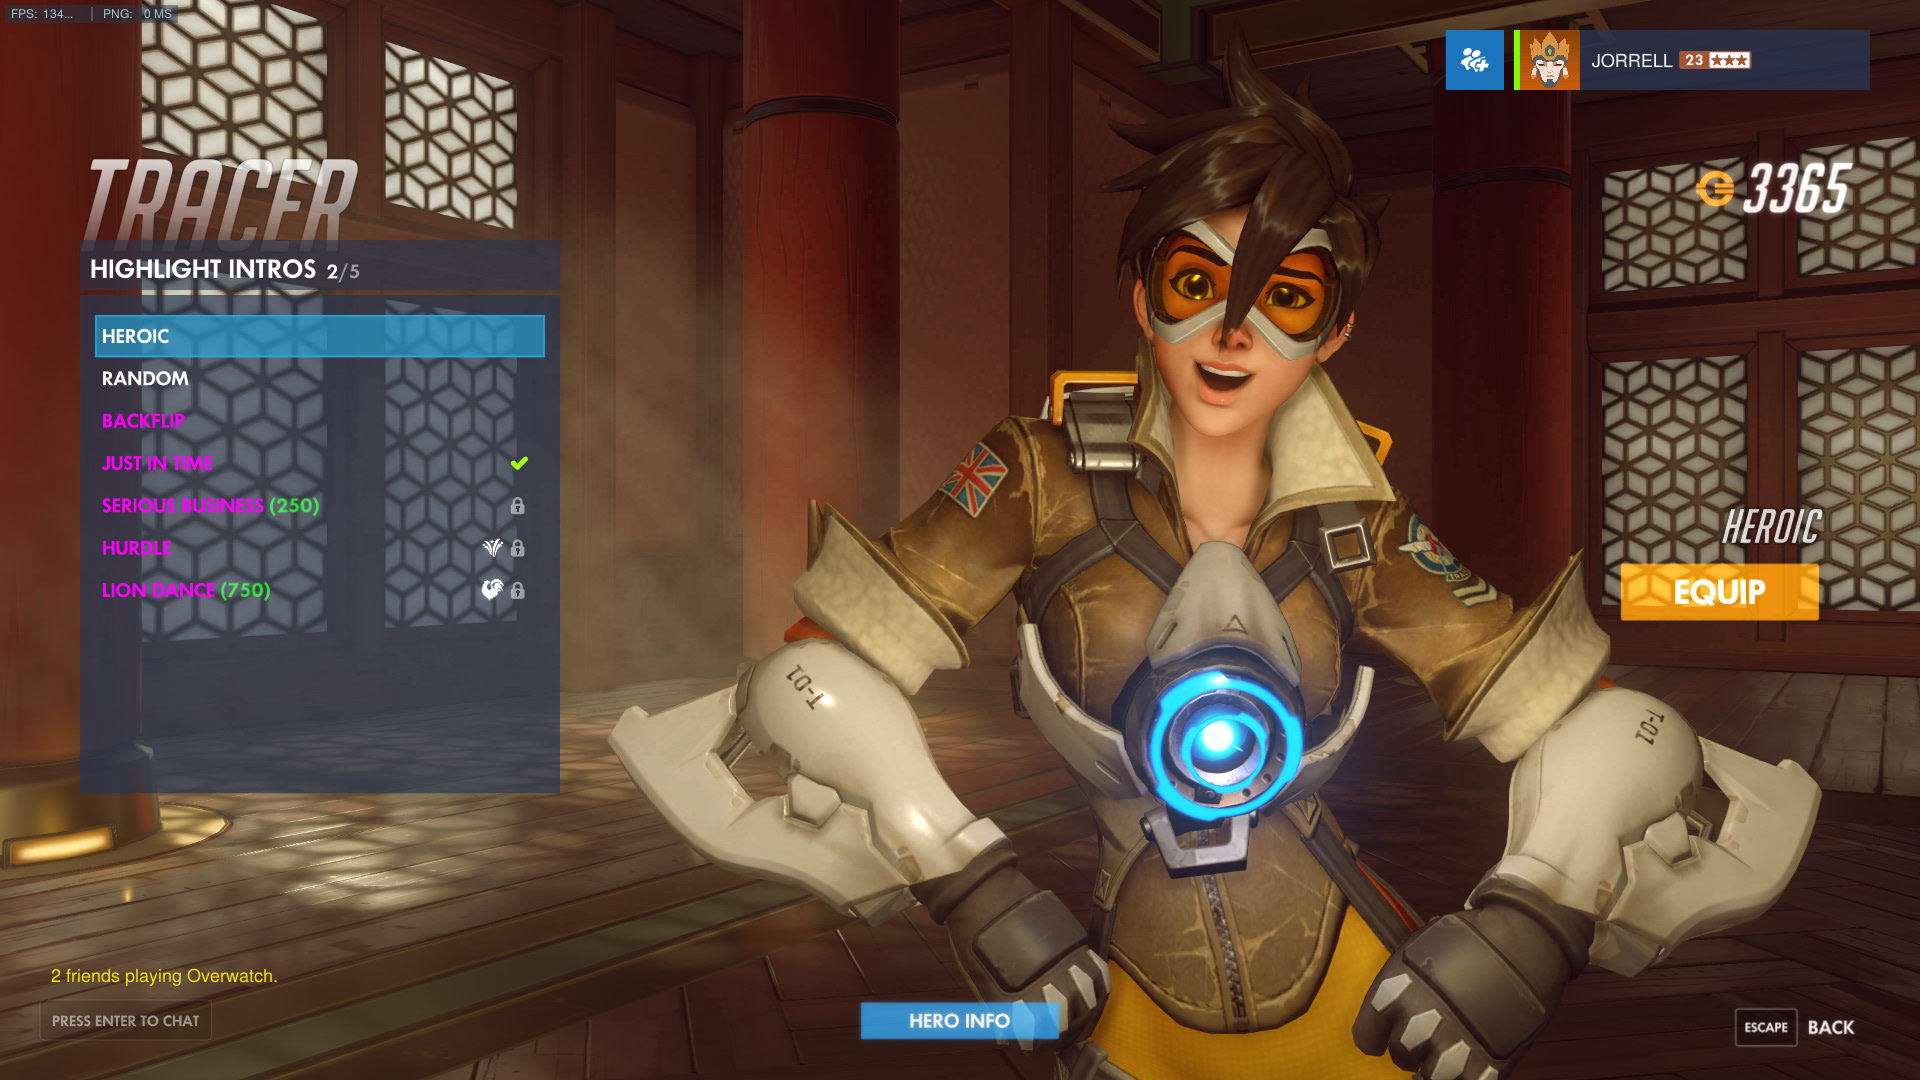 FPS: 134... | PNG: 0 MS
JORRELL 23
TRACER
3365
HIGHLIGHT INTROS 2/5
HEROIC
RANDOM
BACKFLIP
JUST IN TIME
SERIOUS BUSINESS (250)
HURDLE
LION DANCE (750)
HEROIC
EQUIP
T-01
T-01
2 friends playing Overwatch.
PRESS ENTER TO CHAT
HERO INFO
ESCAPE BACK